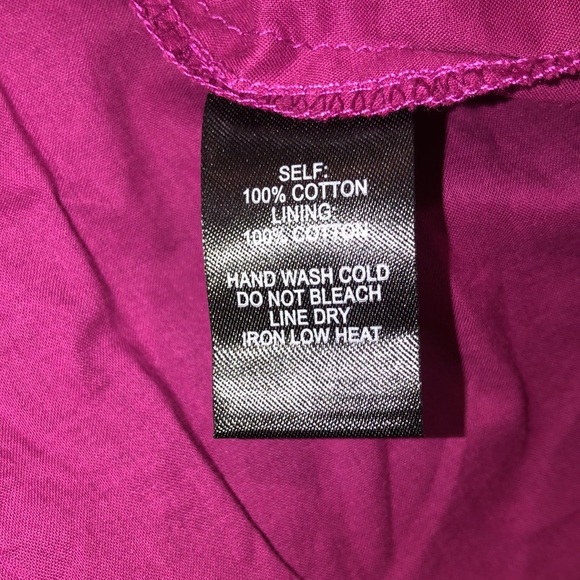 SELF:
100% COTTON
LINING:
100% COTTON
HAND WASH COLD
DO NOT BLEACH
LINE DRY
IRON LOW HEAT